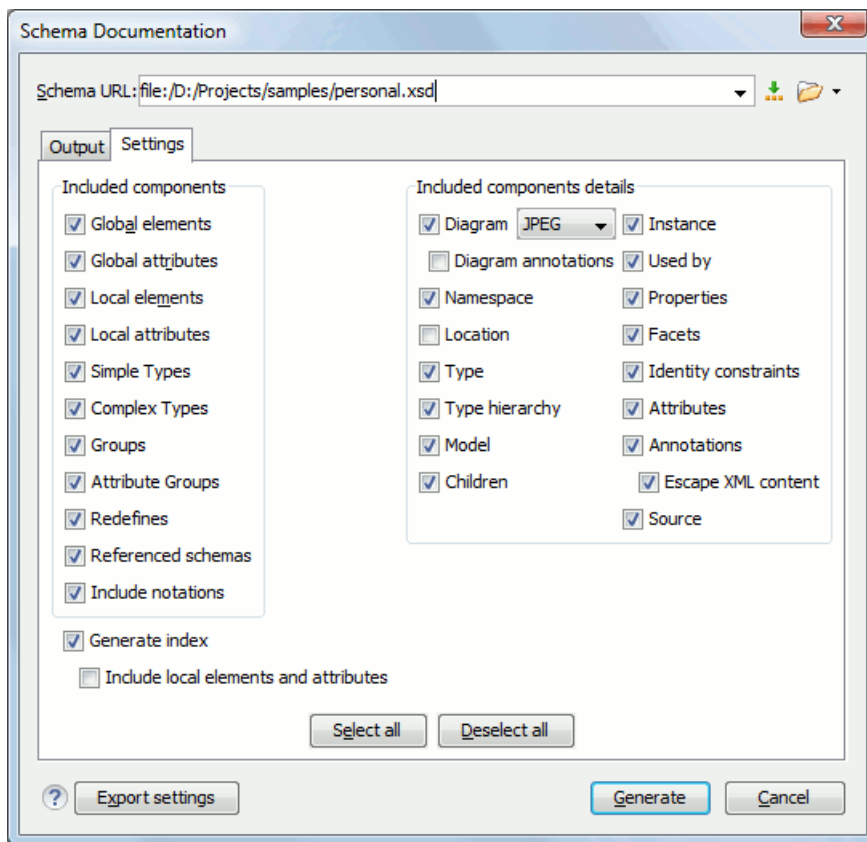 Schema Documentation
Schema URL: file:/D:/Projects/samples/personal.xsd
Output Settings
Included components
Global elements
Global attributes
Local elements
Local attributes
Simple Types
Complex Types
Groups
Attribute Groups
Redefines
Referenced schemas
Include notations
Included components details
Diagram JPEG Instance
Diagram annotations Used by
Namespace Properties
Location Facets
Type Identity constraints
Type hierarchy Attributes
Model Annotations
Children Escape XML content
Source
Generate index
Include local elements and attributes
Select all Deselect all
? Export settings Generate Cancel